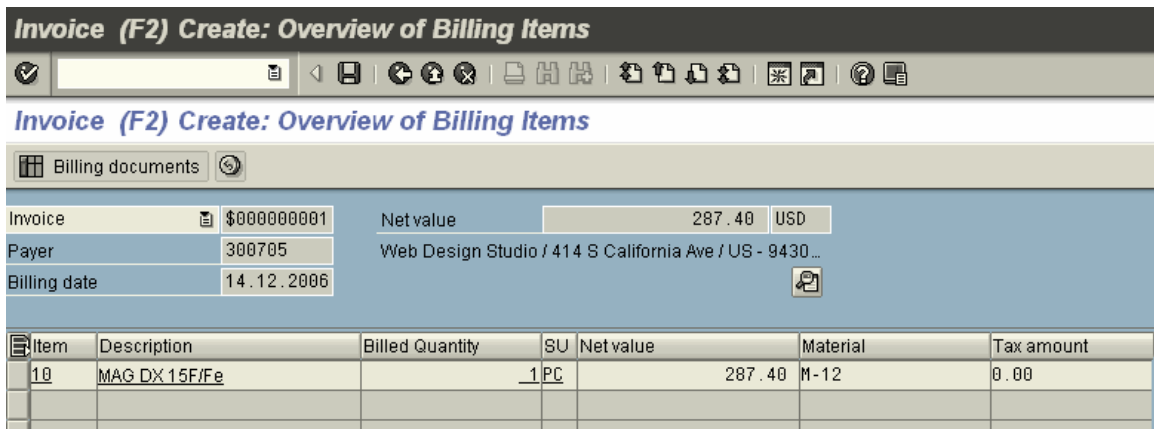 Invoice (F2) Create: Overview of Billing Items
Invoice (F2) Create: Overview of Billing Items
Billing documents
Invoice $000000001 Net value 287.40 USD
Payer 300705 Web Design Studio / 414 S California Ave / US - 9430...
Billing date 14.12.2006
Item Description Billed Quantity SU Net value Material Tax amount
10 MAG DX 15F/Fe 1 PC 287.40 M-12 0.00